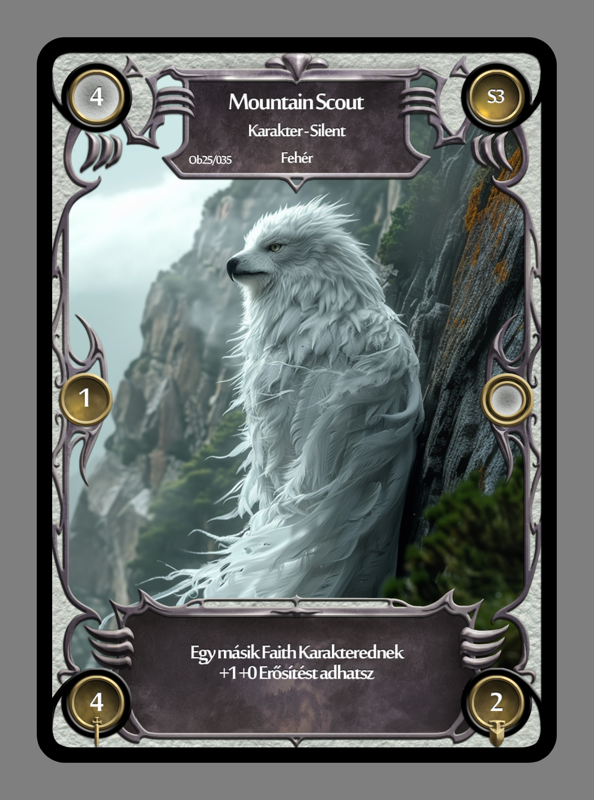 4
S3
Mountain Scout
Karakter - Silent
Ob25/035
Fehér
1
Egy másik Faith Karakterednek
+1 +0 Erősítést adhatsz
4
2